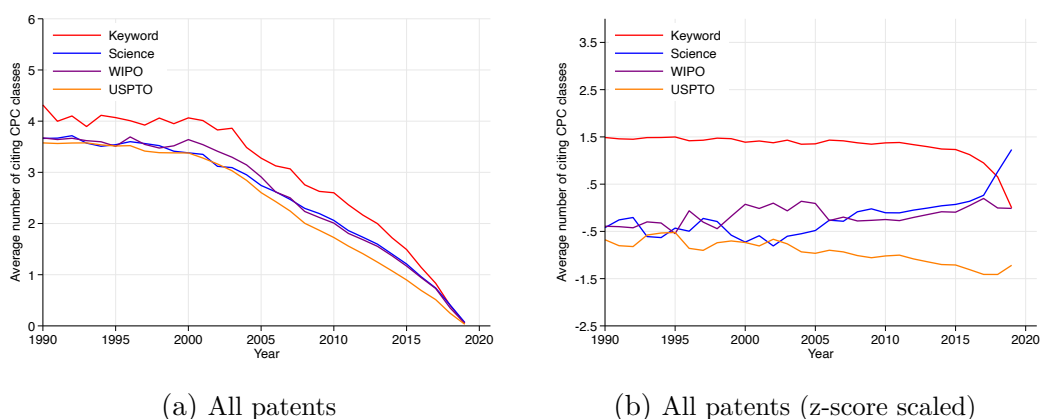 6
5
4
3
2
1
0
Average number of citing CPC classes
Keyword
Science
WIPO
USPTO
1990 1995 2000 2005 2010 2015 2020
Year
(a) All patents
3.5
2.5
1.5
.5
-.5
-1.5
-2.5
Average number of citing CPC classes
Keyword
Science
WIPO
USPTO
1990 1995 2000 2005 2010 2015 2020
Year
(b) All patents (z-score scaled)